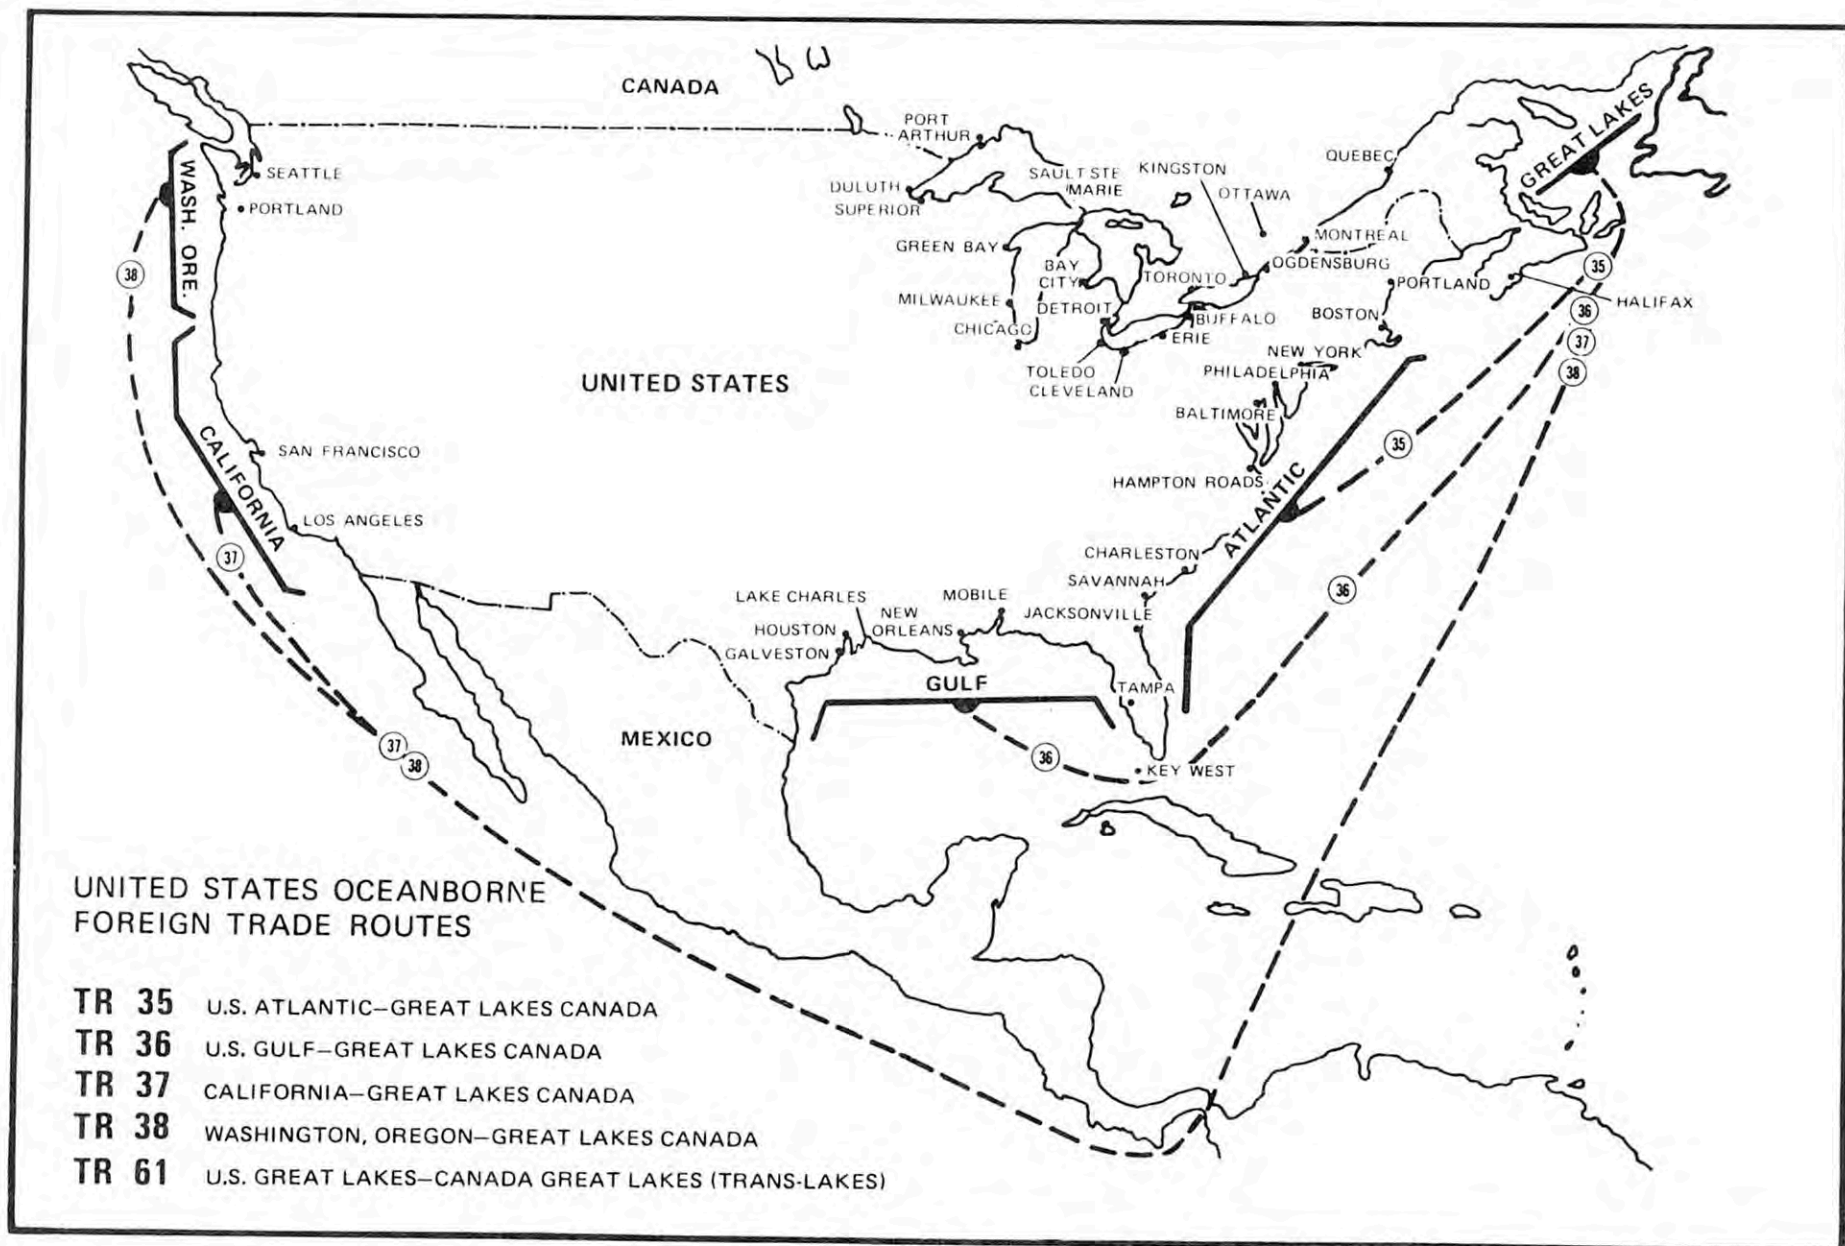 CANADA
PORT
ARTHUR
GREAT LAKES
SEATTLE
WASH. ORE.
PORTLAND
DULUTH
SUPERIOR
SAULT STE
MARIE
KINGSTON
OTTAWA
QUEBEC
MONTREAL
GREEN BAY
BAY
CITY
TORONTO
OGDENSBURG
PORTLAND
35
HALIFAX
38
MILWAUKEE
DETROIT
BUFFALO
BOSTON
36
CHICAGO
ERIE
37
NEW YORK
TOLEDO
CLEVELAND
PHILADELPHIA
38
UNITED STATES
BALTIMORE
CALIFORNIA
SAN FRANCISCO
35
HAMPTON ROADS
ATLANTIC
LOS ANGELES
37
CHARLESTON
SAVANNAH
36
LAKE CHARLES
MOBILE
JACKSONVILLE
HOUSTON
NEW
ORLEANS
GALVESTON
GULF
TAMPA
MEXICO
37
38
36
KEY WEST
UNITED STATES OCEANBORNE
FOREIGN TRADE ROUTES
TR 35 U.S. ATLANTIC—GREAT LAKES CANADA
TR 36 U.S. GULF—GREAT LAKES CANADA
TR 37 CALIFORNIA—GREAT LAKES CANADA
TR 38 WASHINGTON, OREGON—GREAT LAKES CANADA
TR 61 U.S. GREAT LAKES—CANADA GREAT LAKES (TRANS-LAKES)